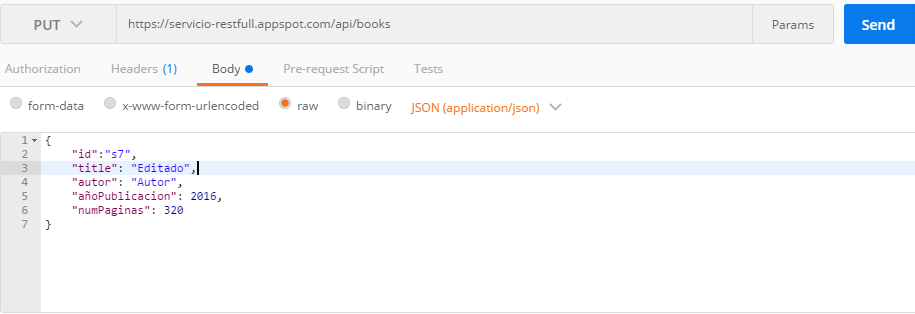 PUT https://servicio-restfull.appspot.com/api/books Params Send
Authorization Headers (1) Body Pre-request Script Tests
form-data x-www-form-urlencoded raw binary JSON (application/json)
1 {
2 "id":"s7",
3 "title": "Editado",
4 "autor": "Autor",
5 "añoPublicacion": 2016,
6 "numPaginas": 320
7 }